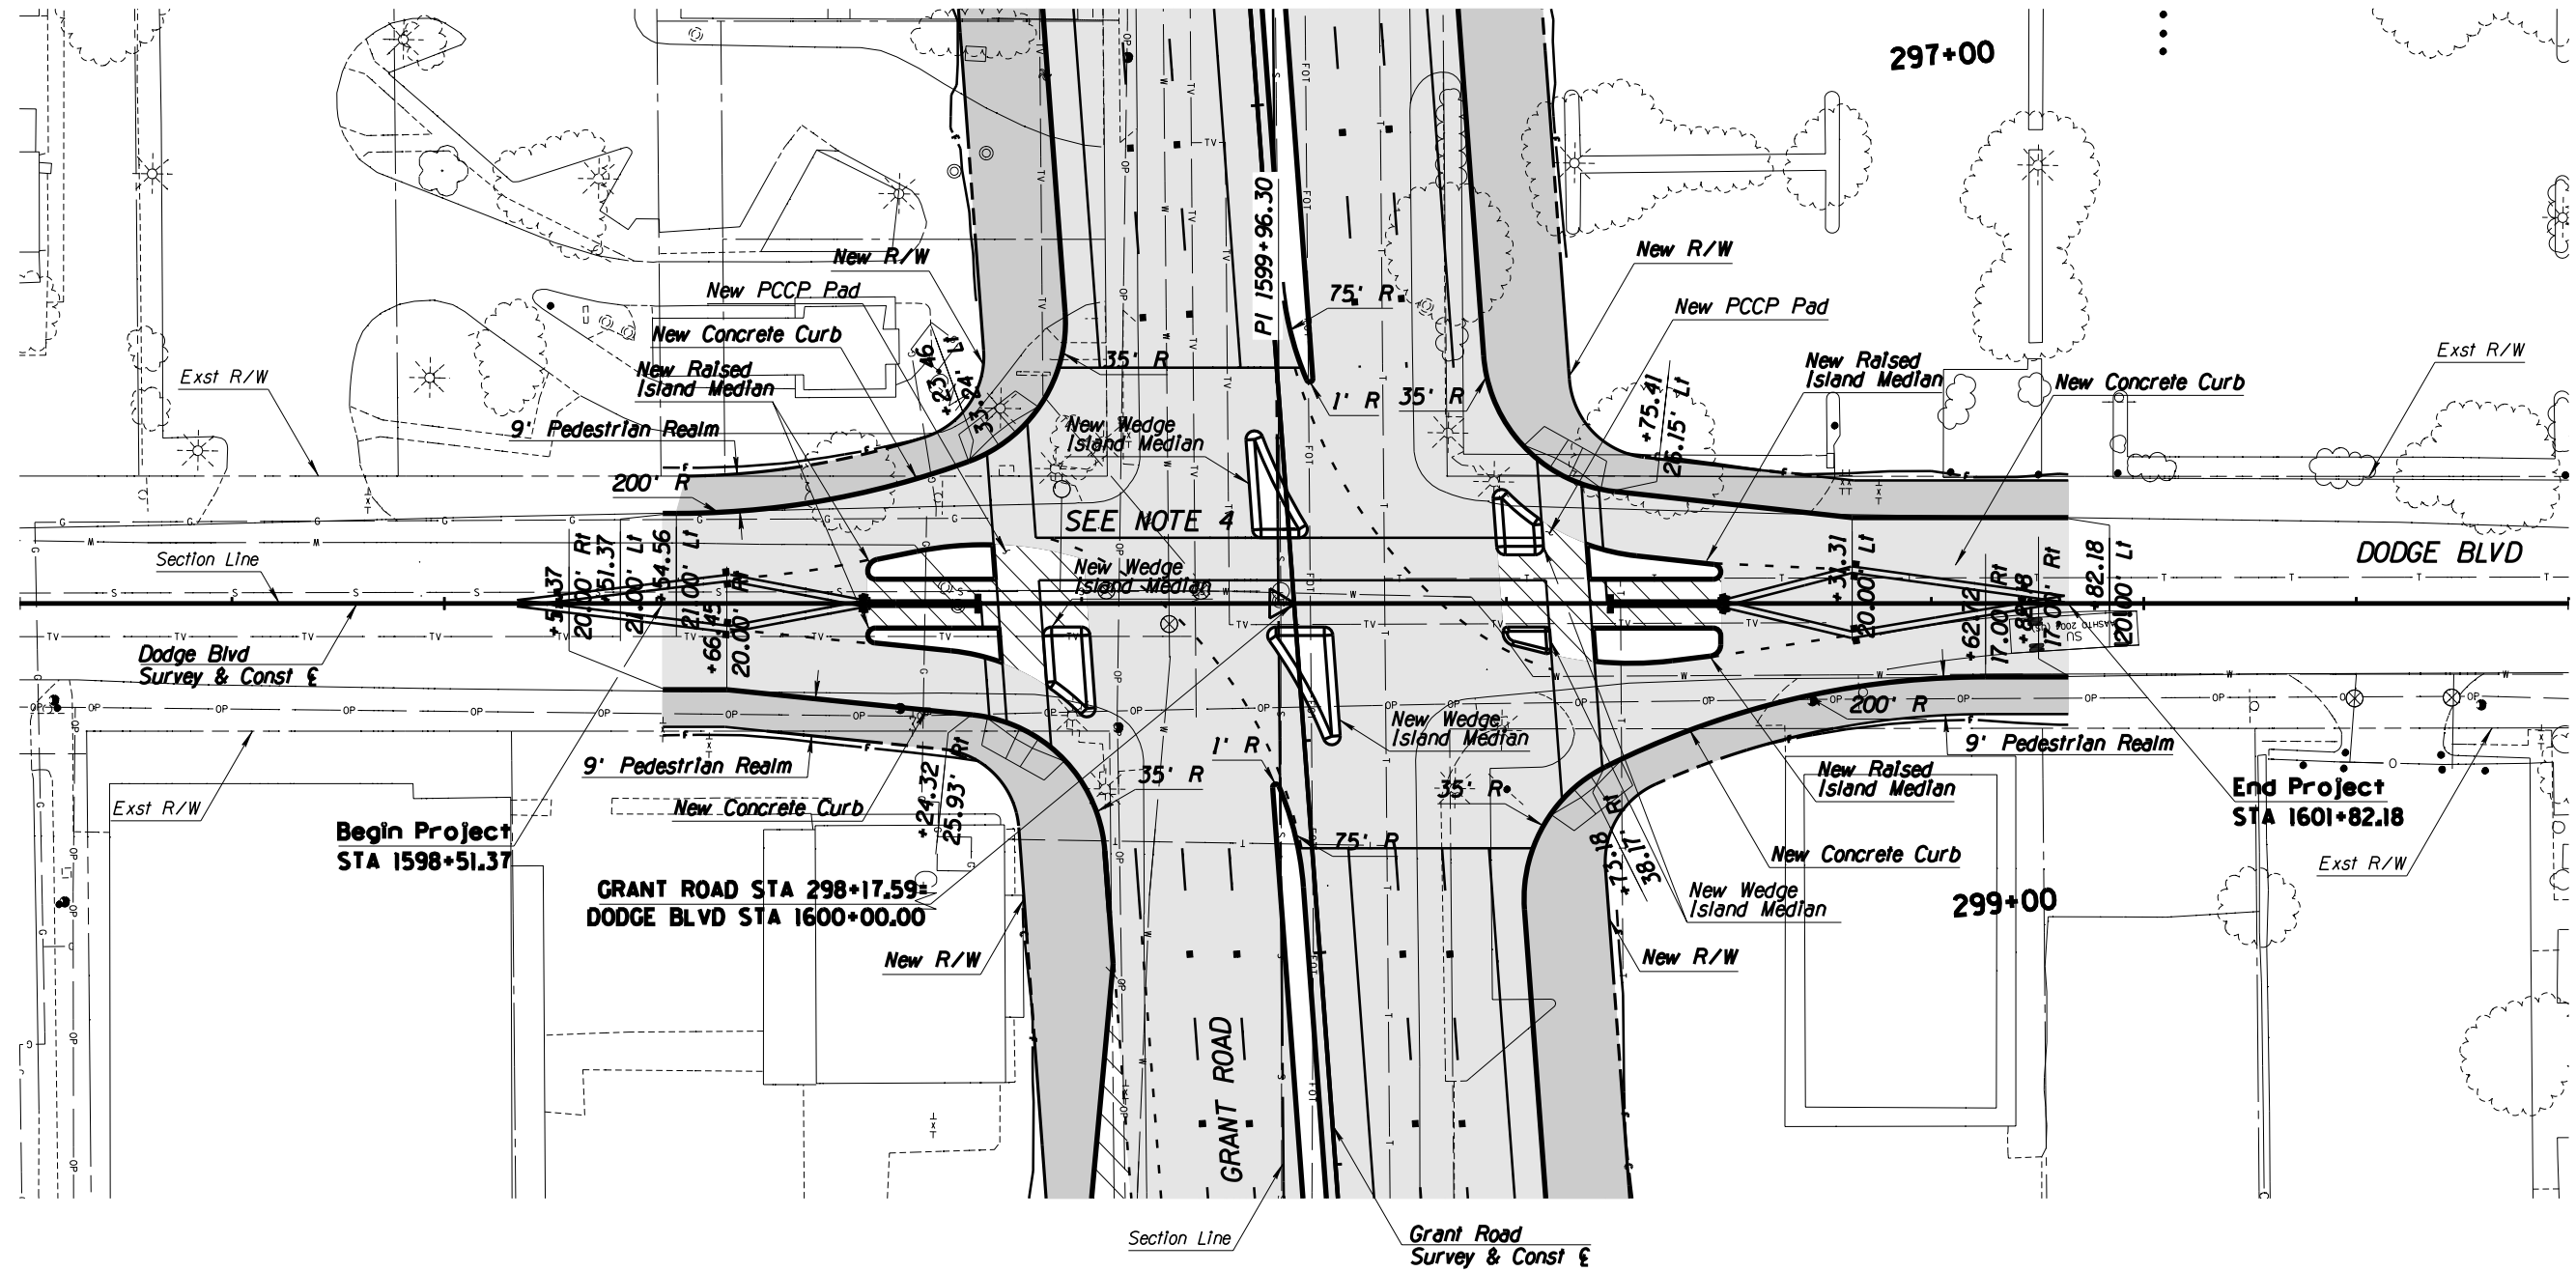 297+00
PI 1599+96.30
New R/W
New R/W
New PCCP Pad
75' R
New PCCP Pad
New Concrete Curb
35' R
New Raised
Island Median
+23.46
33.24' Lt
New Raised
Island Median
Exst R/W
Exst R/W
New Concrete Curb
1' R
35' R
+75.41
26.15' Lt
9' Pedestrian Realm
New Wedge
Island Median
200' R
SEE NOTE 4
Section Line
DODGE BLVD
New Wedge
Island Median
20.00' Rt
+51.37
21.00' Lt
+54.56
21.00' Lt
+66.45
20.00' Rt
+31.31
20.00' Lt
+62.72
17.00' Rt
+82.18
17.00' Rt
+82.18
20.00' Lt
SU
AASHTO 2004 (US)
Dodge Blvd
Survey & Const ℄
200' R
New Wedge
Island Median
1' R
9' Pedestrian Realm
9' Pedestrian Realm
35' R
35' R
New Raised
Island Median
End Project
STA 1601+82.18
Exst R/W
New Concrete Curb
+24.32
25.93' Rt
Begin Project
STA 1598+51.37
75' R
+73.18
38.17' Rt
New Concrete Curb
Exst R/W
GRANT ROAD STA 298+17.59=
DODGE BLVD STA 1600+00.00
New Wedge
Island Median
299+00
New R/W
New R/W
GRANT ROAD
Section Line
Grant Road
Survey & Const ℄